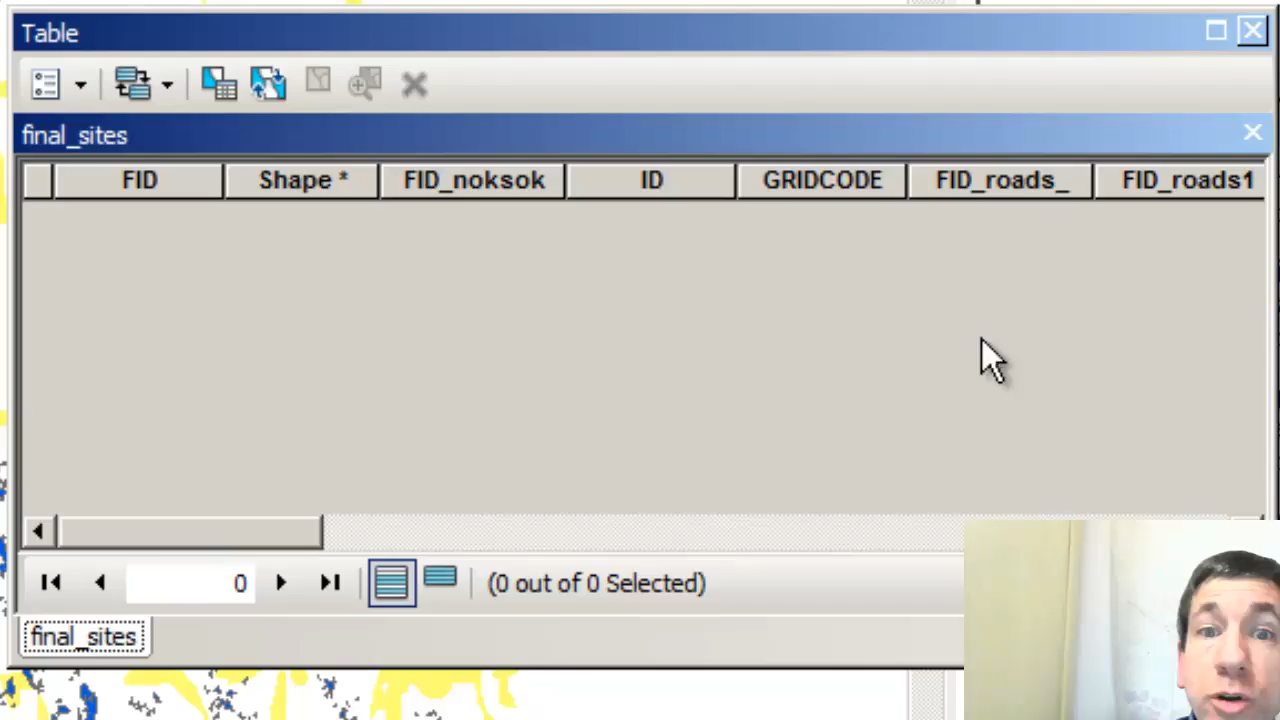 Table
final_sites
FID Shape * FID_noksok ID GRIDCODE FID_roads_ FID_roads1
0 (0 out of 0 Selected)
final_sites